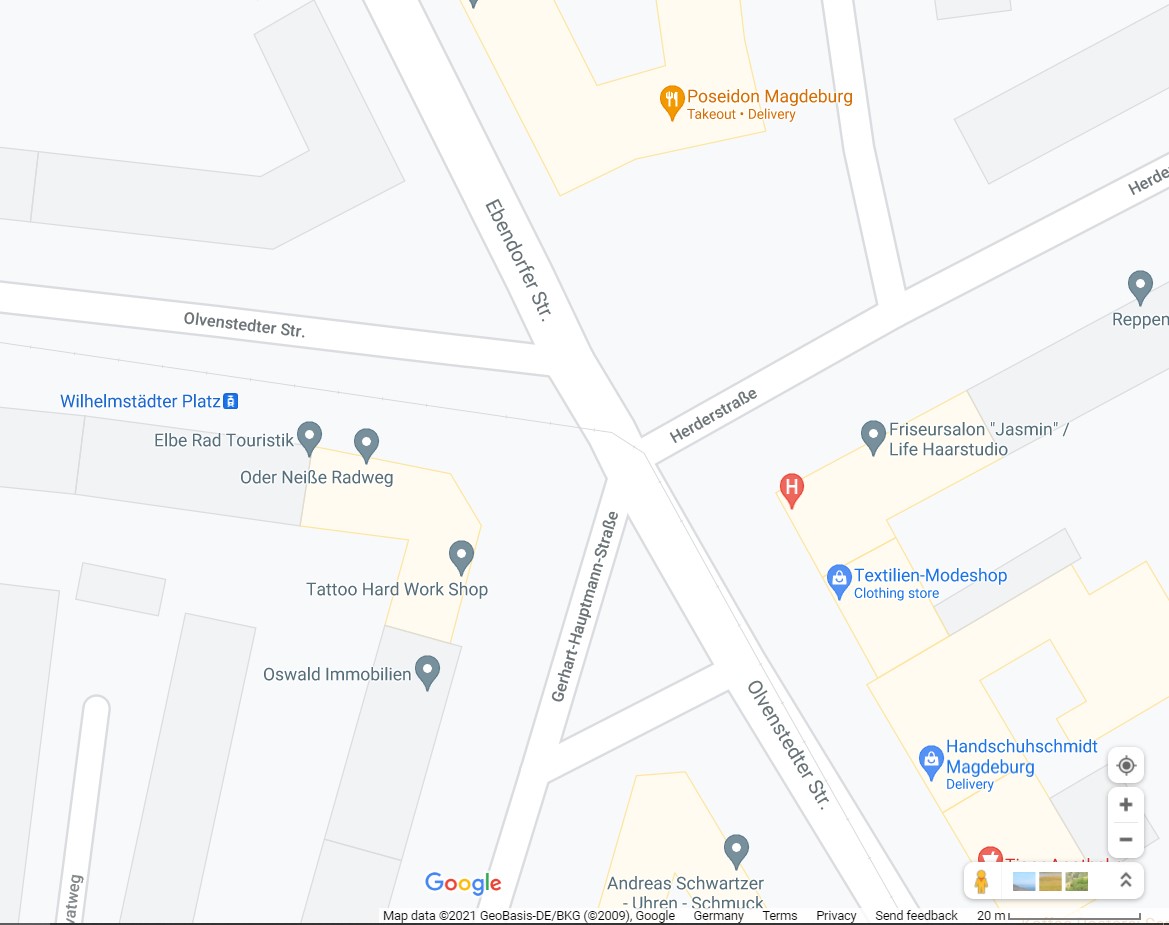 Poseidon Magdeburg
Takeout • Delivery
Ebendorfer Str.
Olvenstedter Str.
Reppen
Wilhelmstädter Platz
Herderstraße
Elbe Rad Touristik
Oder Neiße Radweg
Friseursalon "Jasmin" /
Life Haarstudio
H
Gerhart-Hauptmann-Straße
Textilien-Modeshop
Clothing store
Tattoo Hard Work Shop
Oswald Immobilien
Olvenstedter Str.
Handschuhschmidt
Magdeburg
Delivery
Andreas Schwartzer
- Uhren - Schmuck
Google
Map data ©2021 GeoBasis-DE/BKG (©2009), Google Germany Terms Privacy Send feedback 20 m